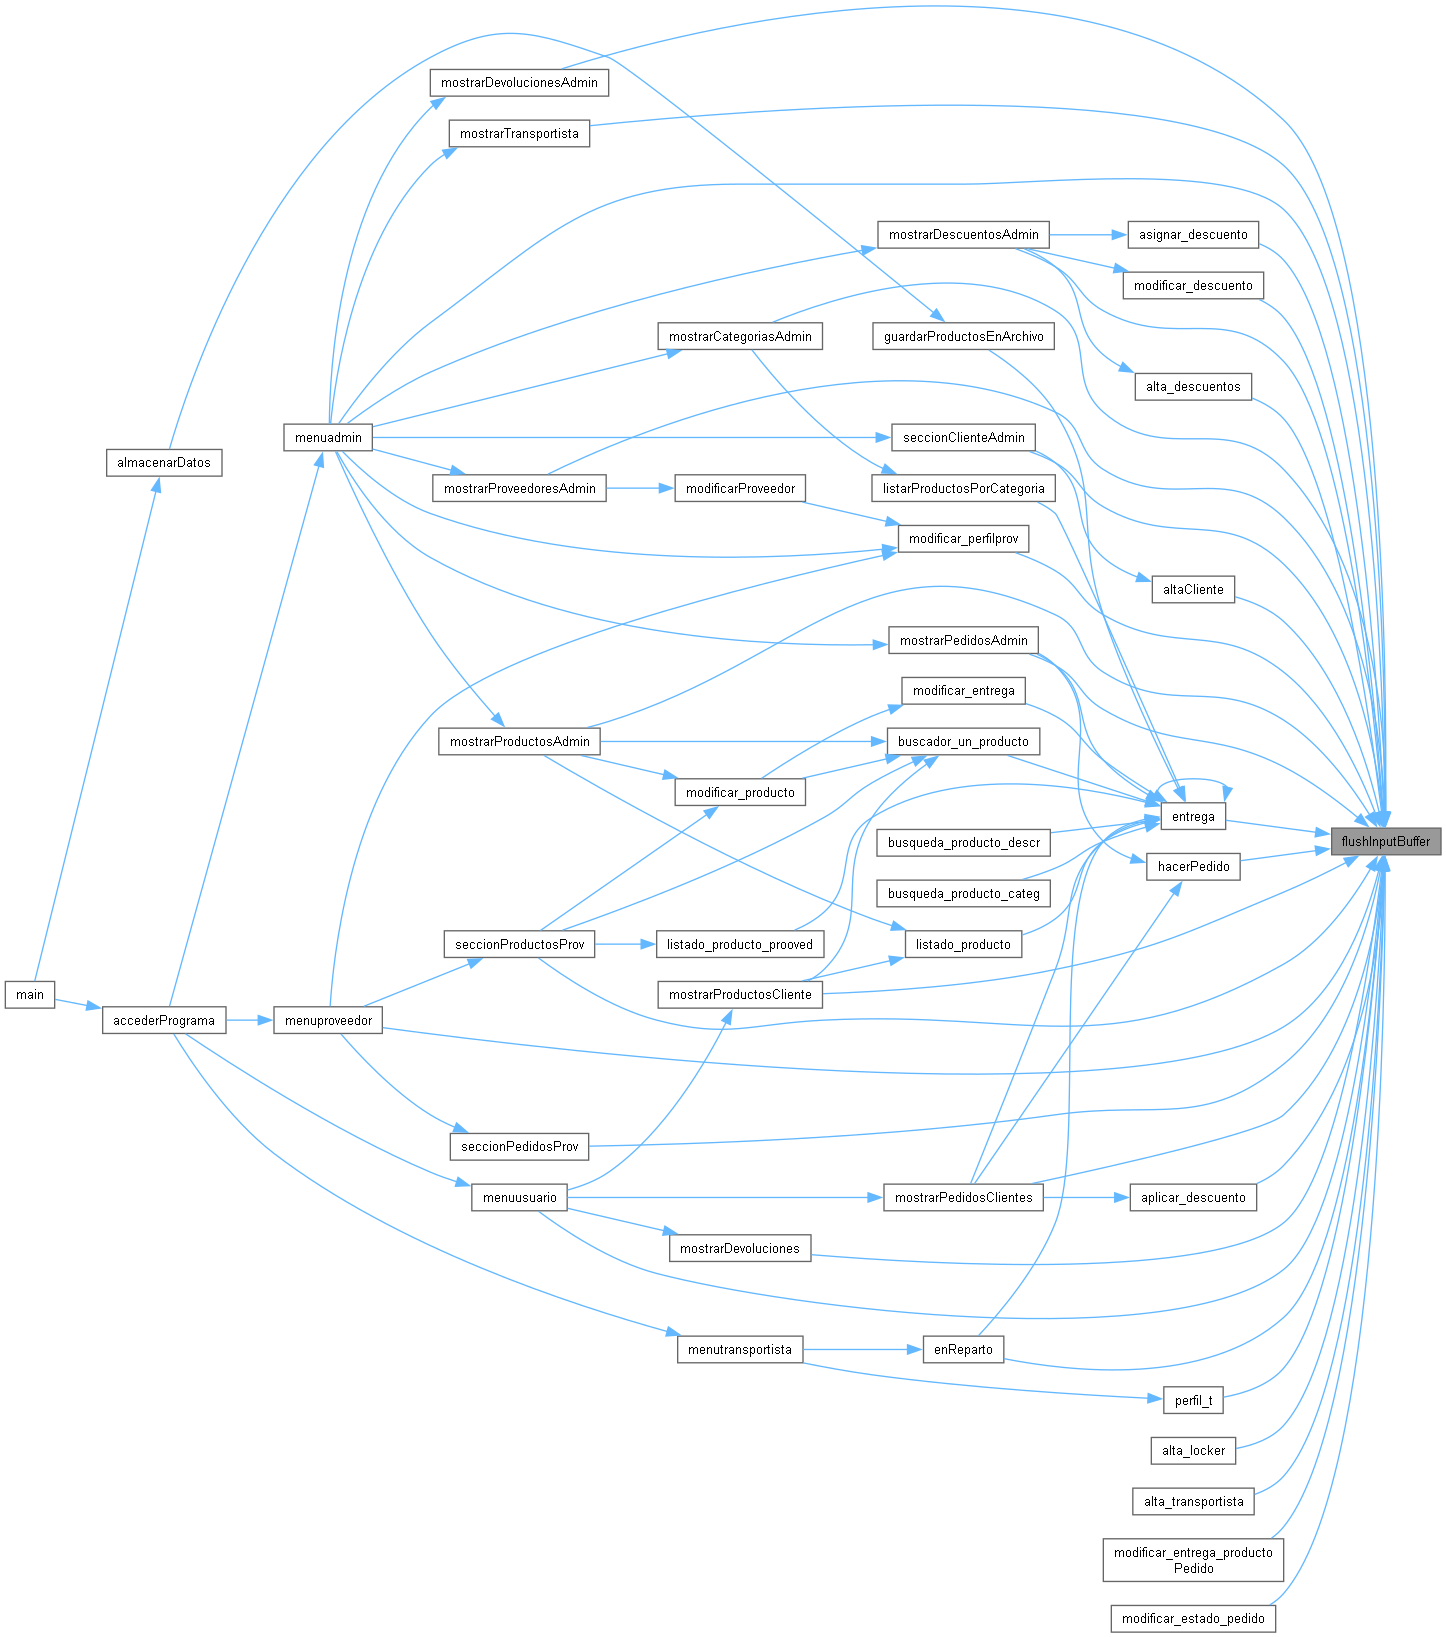 mostrarDevolucionesAdmin
mostrarTransportista
mostrarDescuentosAdmin
asignar_descuento
modificar_descuento
mostrarCategoriasAdmin
guardarProductosEnArchivo
alta_descuentos
menuadmin
seccionClienteAdmin
almacenarDatos
mostrarProveedoresAdmin
modificarProveedor
listarProductosPorCategoria
modificar_perfilprov
altaCliente
mostrarPedidosAdmin
modificar_entrega
mostrarProductosAdmin
buscador_un_producto
modificar_producto
entrega
flushInputBuffer
busqueda_producto_descr
hacerPedido
busqueda_producto_categ
seccionProductosProv
listado_producto_prooved
listado_producto
main
mostrarProductosCliente
accederPrograma
menuproveedor
seccionPedidosProv
menuusuario
mostrarPedidosClientes
aplicar_descuento
mostrarDevoluciones
menutransportista
enReparto
perfil_t
alta_locker
alta_transportista
modificar_entrega_producto
Pedido
modificar_estado_pedido